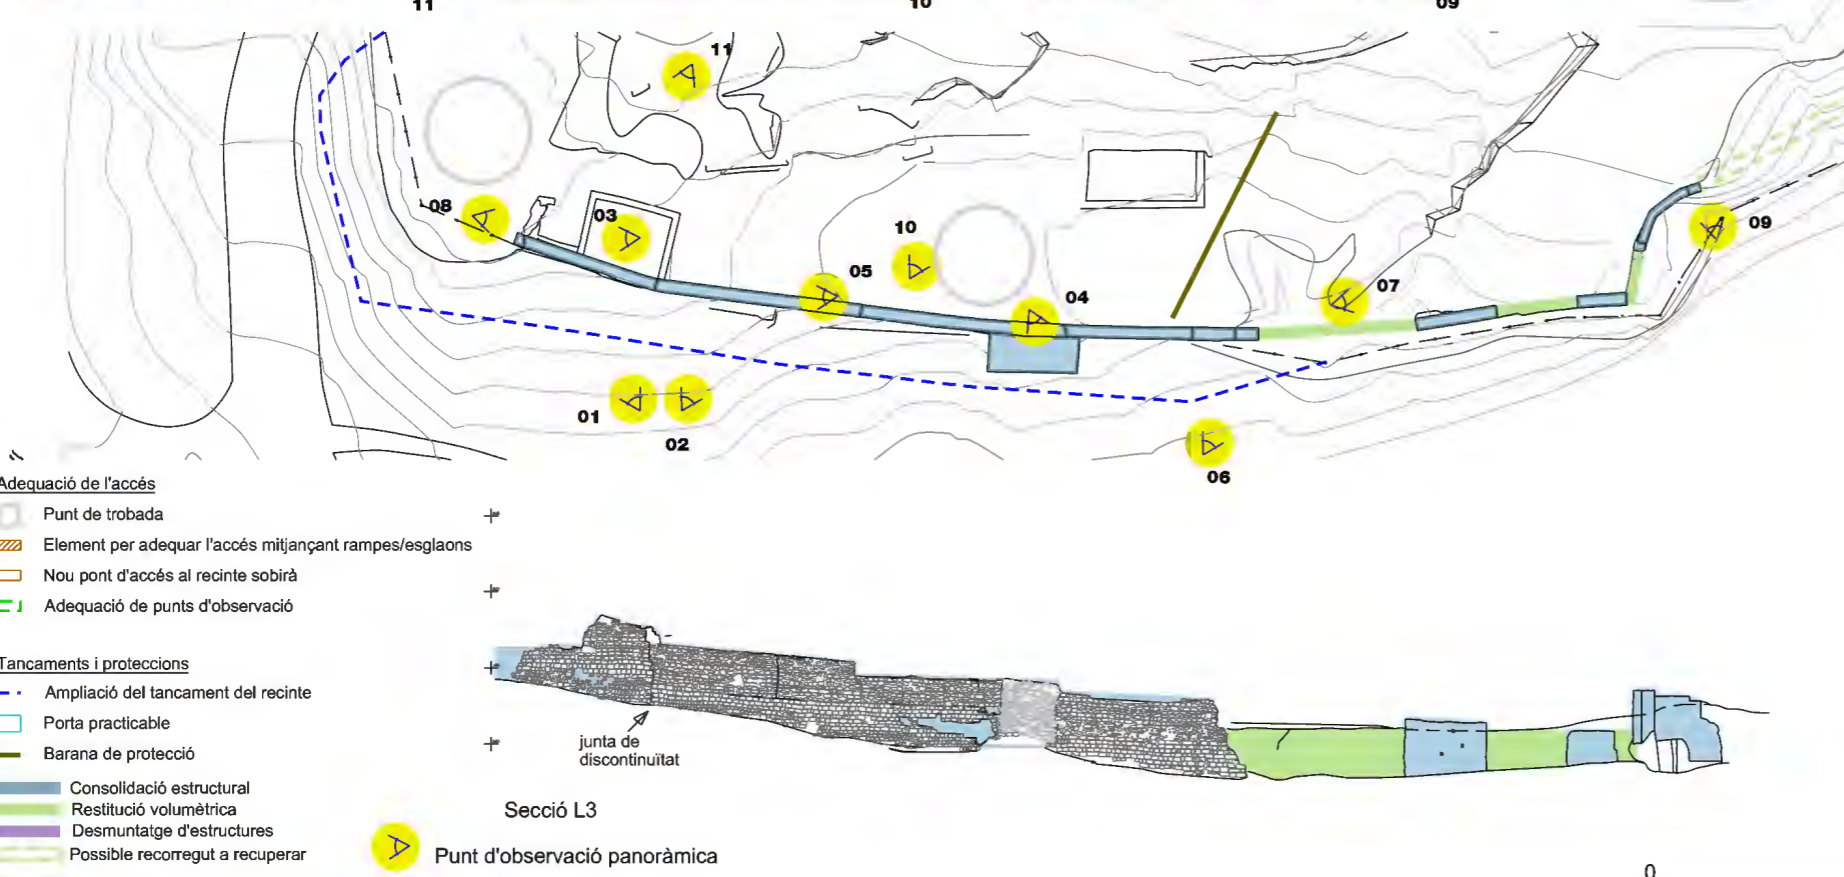 11 10 09
11
08
03
10
05
04
07
09
01
02
06
Adequació de l'accés
Punt de trobada
Element per adequar l'accés mitjançant rampes/esglaons
Nou pont d'accés al recinte sobirà
Adequació de punts d'observació
Tancaments i proteccions
Ampliació del tancament del recinte
Porta practicable
Barana de protecció
Consolidació estructural
Restitució volumètrica
Desmuntatge d'estructures
Possible recorregut a recuperar
junta de
discontinuïtat
Secció L3
Punt d'observació panoràmica
0